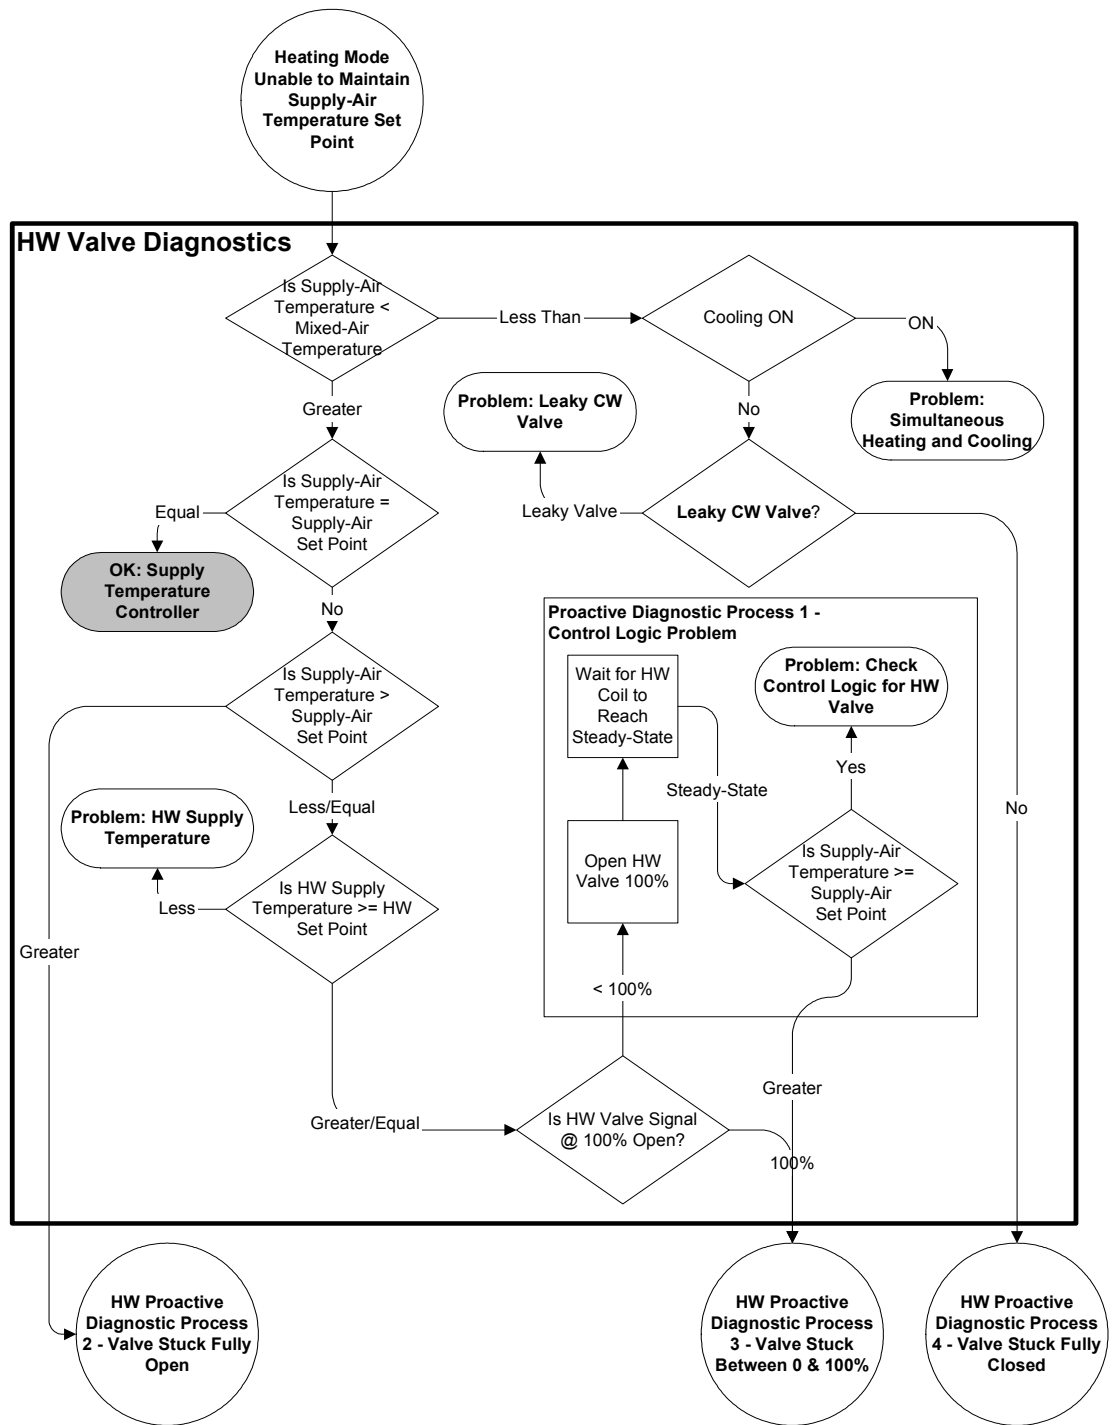 Heating Mode
Unable to Maintain
Supply-Air
Temperature Set
Point
HW Valve Diagnostics
Is Supply-Air
Temperature <
Mixed-Air
Temperature
Less Than
Cooling ON
ON
Problem:
Simultaneous
Heating and Cooling
Greater
No
Problem: Leaky CW
Valve
Is Supply-Air
Temperature =
Supply-Air
Set Point
Equal
Leaky Valve
Leaky CW Valve?
OK: Supply
Temperature
Controller
No
Proactive Diagnostic Process 1 -
Control Logic Problem
Is Supply-Air
Temperature >
Supply-Air
Set Point
Wait for HW
Coil to
Reach
Steady-State
Problem: Check
Control Logic for HW
Valve
Steady-State
Yes
Less/Equal
Problem: HW Supply
Temperature
No
Open HW
Valve 100%
Is Supply-Air
Temperature >=
Supply-Air
Set Point
Is HW Supply
Temperature >= HW
Set Point
Less
Greater
< 100%
Greater
Greater/Equal
Is HW Valve Signal
@ 100% Open?
100%
HW Proactive
Diagnostic Process
2 - Valve Stuck Fully
Open
HW Proactive
Diagnostic Process
3 - Valve Stuck
Between 0 & 100%
HW Proactive
Diagnostic Process
4 - Valve Stuck Fully
Closed